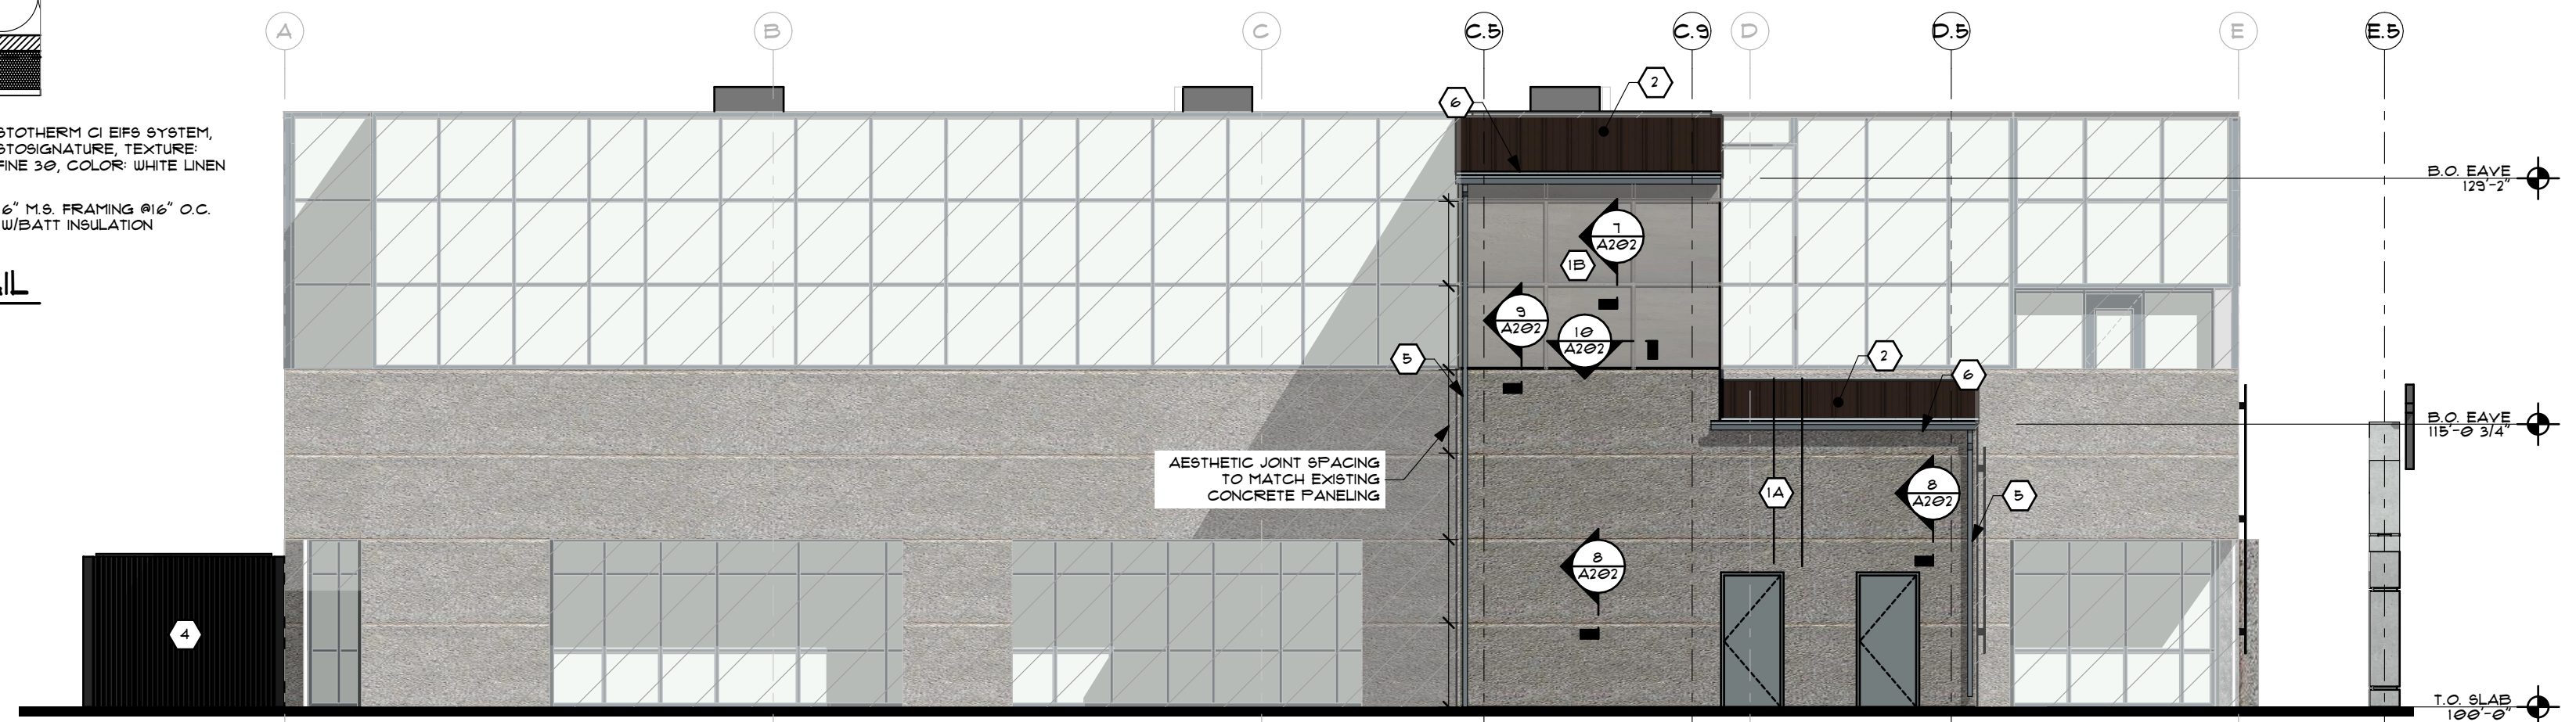 A
B
C
C.5
C.9
D
D.5
E
E.5
2
6
STOTHERM CI EIFS SYSTEM,
STOSIGNATURE, TEXTURE:
FINE 30, COLOR: WHITE LINEN
6" M.S. FRAMING @16" O.C.
W/BATT INSULATION
B.O. EAVE
129'-2"
7
A202
1B
9
A202
10
A202
5
2
6
B.O. EAVE
115'-0 3/4"
AESTHETIC JOINT SPACING
TO MATCH EXISTING
CONCRETE PANELING
1A
8
A202
5
8
A202
4
T.O. SLAB
100'-0"